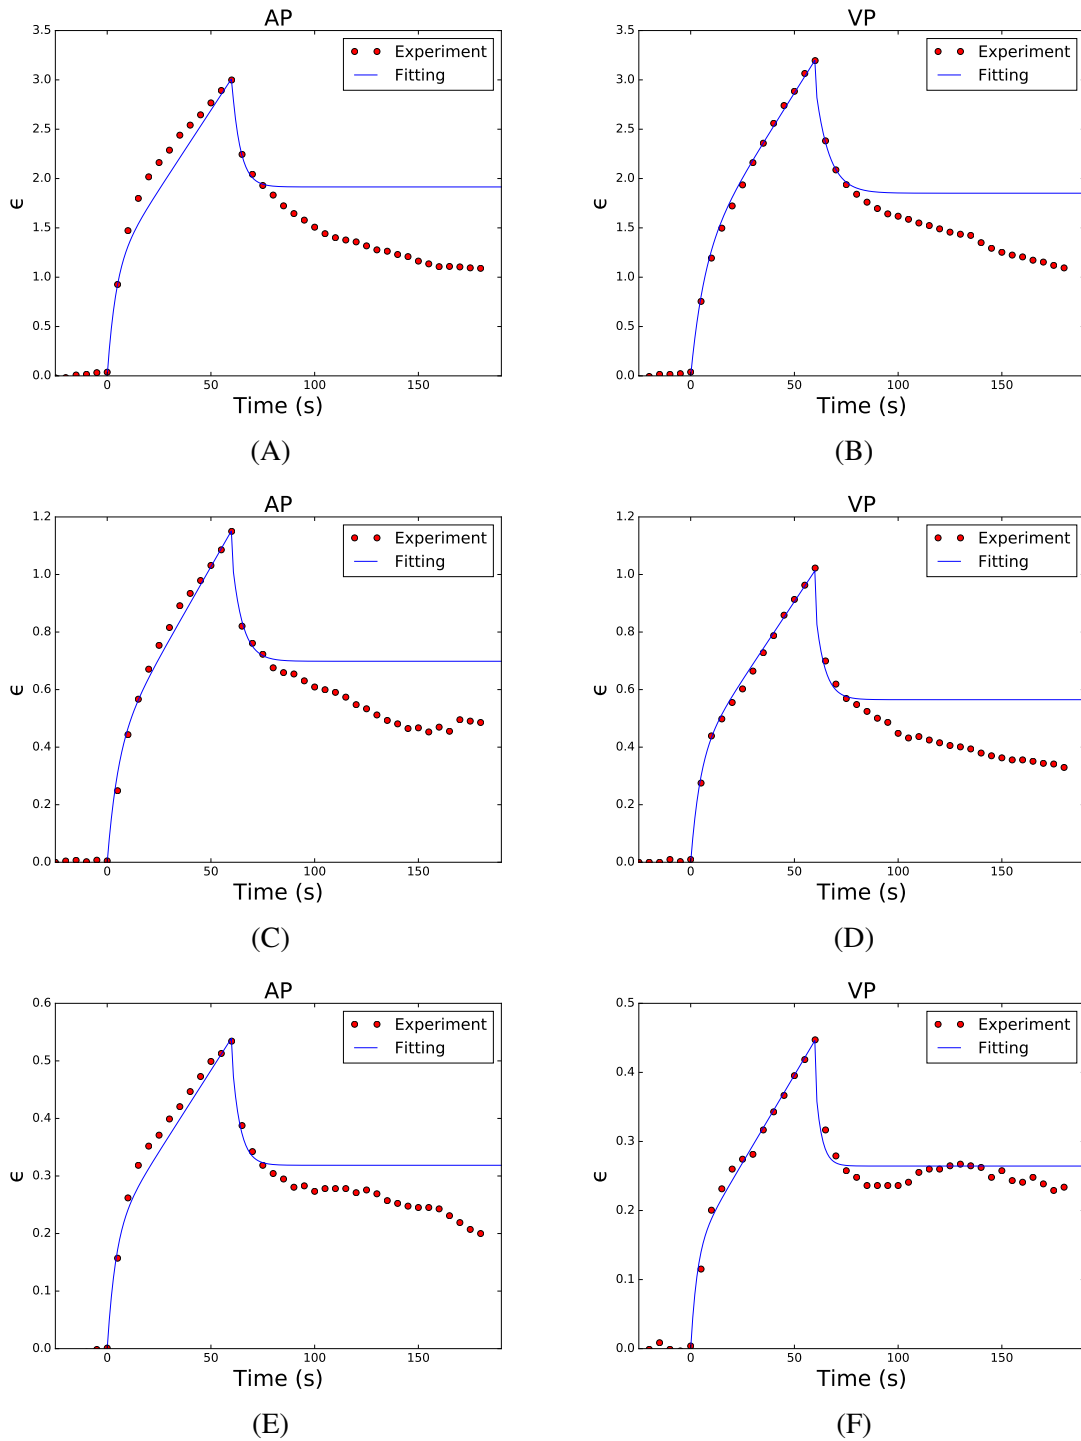 AP
3.5
3.0
2.5
2.0
1.5
1.0
0.5
0.0
ϵ
Experiment
Fitting
0 50 100 150
Time (s)
(A)
VP
3.5
3.0
2.5
2.0
1.5
1.0
0.5
0.0
ϵ
Experiment
Fitting
0 50 100 150
Time (s)
(B)
AP
1.2
1.0
0.8
0.6
0.4
0.2
0.0
ϵ
Experiment
Fitting
0 50 100 150
Time (s)
(C)
VP
1.2
1.0
0.8
0.6
0.4
0.2
0.0
ϵ
Experiment
Fitting
0 50 100 150
Time (s)
(D)
AP
0.6
0.5
0.4
0.3
0.2
0.1
0.0
ϵ
Experiment
Fitting
0 50 100 150
Time (s)
(E)
VP
0.5
0.4
0.3
0.2
0.1
0.0
ϵ
Experiment
Fitting
0 50 100 150
Time (s)
(F)